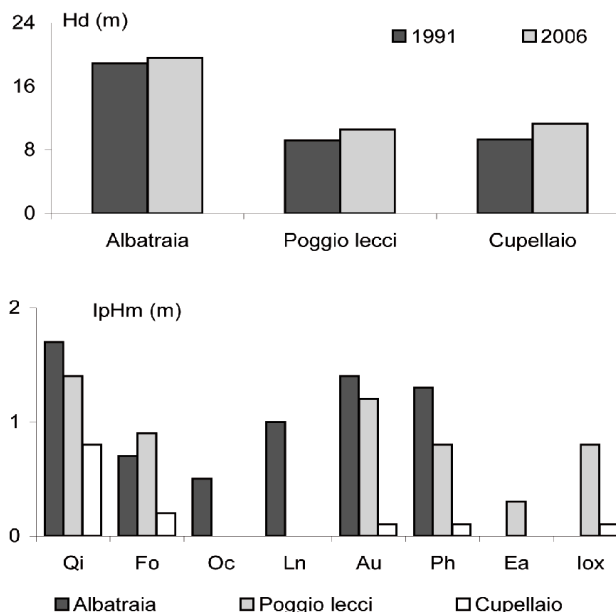 Hd (m)
24
1991 2006
16
8
0
Albatraia Poggio lecci Cupellaio
2
IpHm (m)
1
0
Qi Fo Oc Ln Au Ph Ea Iox
Albatraia Poggio lecci Cupellaio